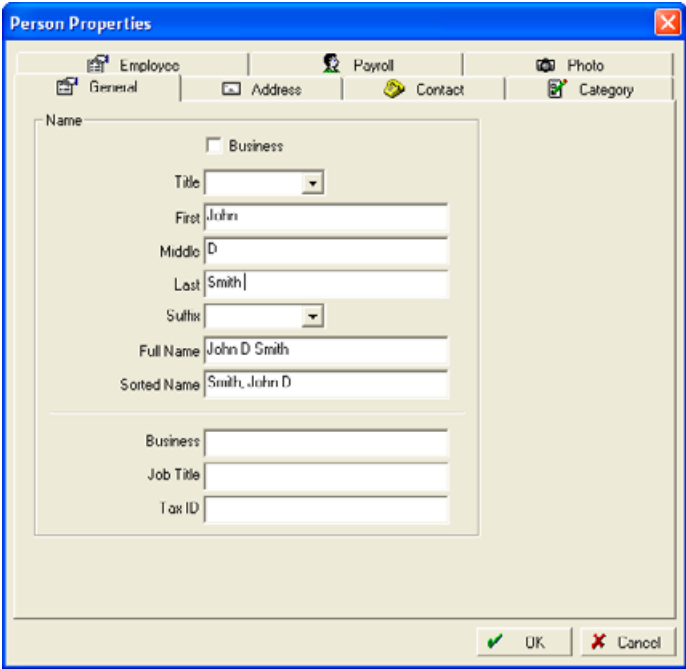 Person Properties
Employee Payroll Photo
General Address Contact Category
Name
Business
Title
First John
Middle D
Last Smith
Suffix
Full Name John D Smith
Sorted Name Smith, John D
Business
Job Title
Tax ID
OK Cancel